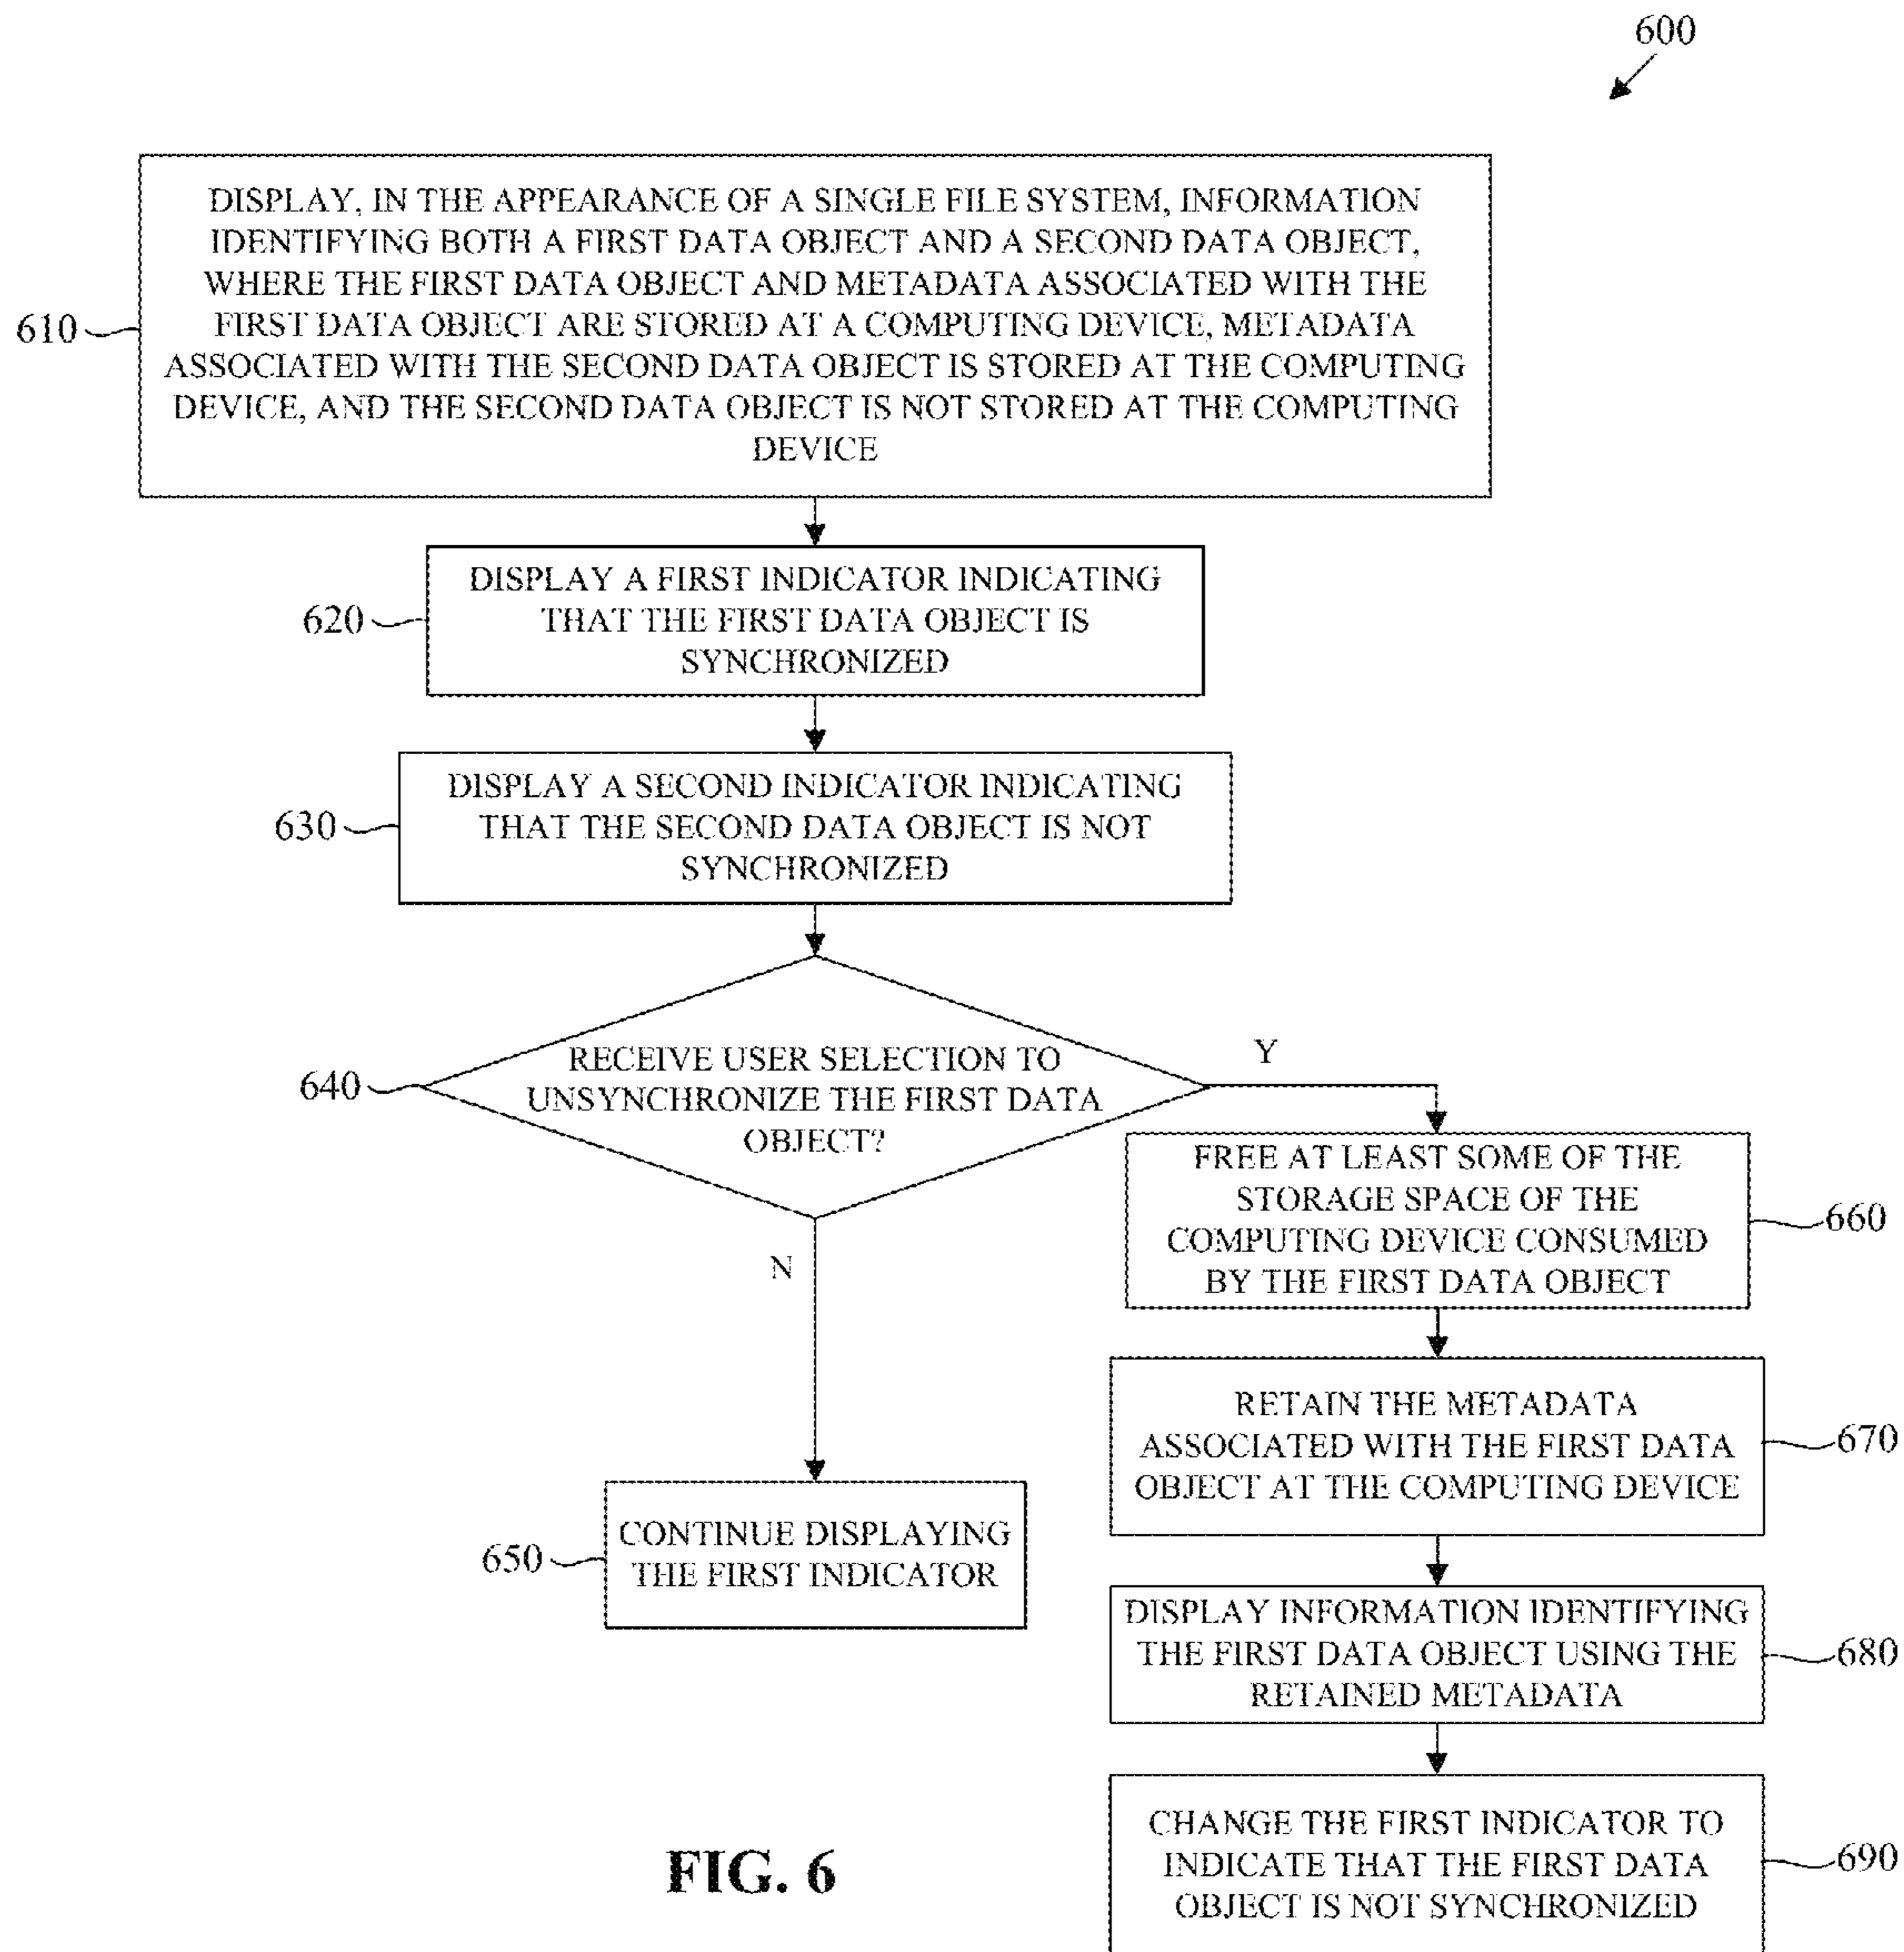 600
DISPLAY, IN THE APPEARANCE OF A SINGLE FILE SYSTEM, INFORMATION
IDENTIFYING BOTH A FIRST DATA OBJECT AND A SECOND DATA OBJECT,
WHERE THE FIRST DATA OBJECT AND METADATA ASSOCIATED WITH THE
FIRST DATA OBJECT ARE STORED AT A COMPUTING DEVICE, METADATA
ASSOCIATED WITH THE SECOND DATA OBJECT IS STORED AT THE COMPUTING
DEVICE, AND THE SECOND DATA OBJECT IS NOT STORED AT THE COMPUTING
DEVICE
610
DISPLAY A FIRST INDICATOR INDICATING
THAT THE FIRST DATA OBJECT IS
SYNCHRONIZED
620
DISPLAY A SECOND INDICATOR INDICATING
THAT THE SECOND DATA OBJECT IS NOT
SYNCHRONIZED
630
RECEIVE USER SELECTION TO
UNSYNCHRONIZE THE FIRST DATA
OBJECT?
640
Y
N
CONTINUE DISPLAYING
THE FIRST INDICATOR
650
FREE AT LEAST SOME OF THE
STORAGE SPACE OF THE
COMPUTING DEVICE CONSUMED
BY THE FIRST DATA OBJECT
660
RETAIN THE METADATA
ASSOCIATED WITH THE FIRST DATA
OBJECT AT THE COMPUTING DEVICE
670
DISPLAY INFORMATION IDENTIFYING
THE FIRST DATA OBJECT USING THE
RETAINED METADATA
680
CHANGE THE FIRST INDICATOR TO
INDICATE THAT THE FIRST DATA
OBJECT IS NOT SYNCHRONIZED
690
FIG. 6